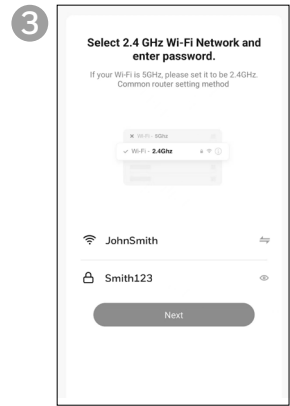 3
Select 2.4 GHz Wi-Fi Network and
enter password.
If your Wi-Fi is 5GHz, please set it to be 2.4GHz.
Common router setting method
Wi-Fi - 5Ghz
Wi-Fi - 2.4Ghz
JohnSmith
Smith123
Next